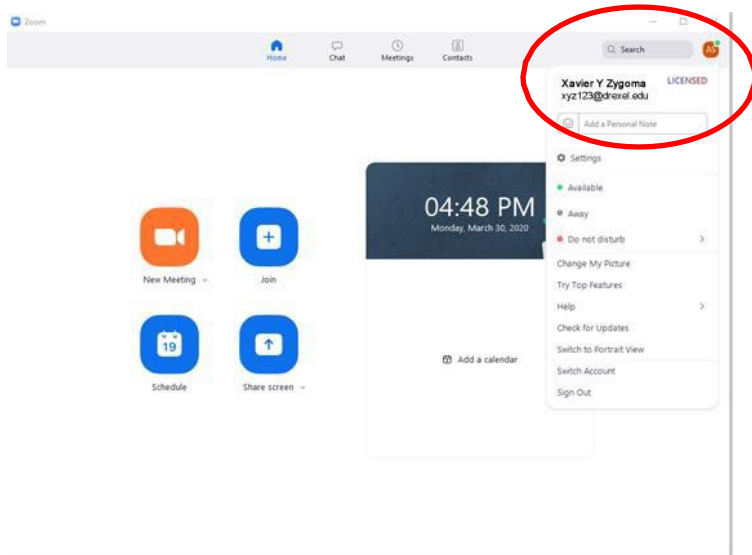 Zoom
Home Chat Meetings Contacts
Search
AS
Xavier Y Zygoma LICENSED
xyz123@drexel.edu
Add a Personal Note
Settings
Available
Away
Do not disturb
Change My Picture
Try Top Features
Help
Check for Updates
Switch to Portrait View
Switch Account
Sign Out
04:48 PM
Monday, March 30, 2020
New Meeting
Join
19
Schedule
Share screen
Add a calendar